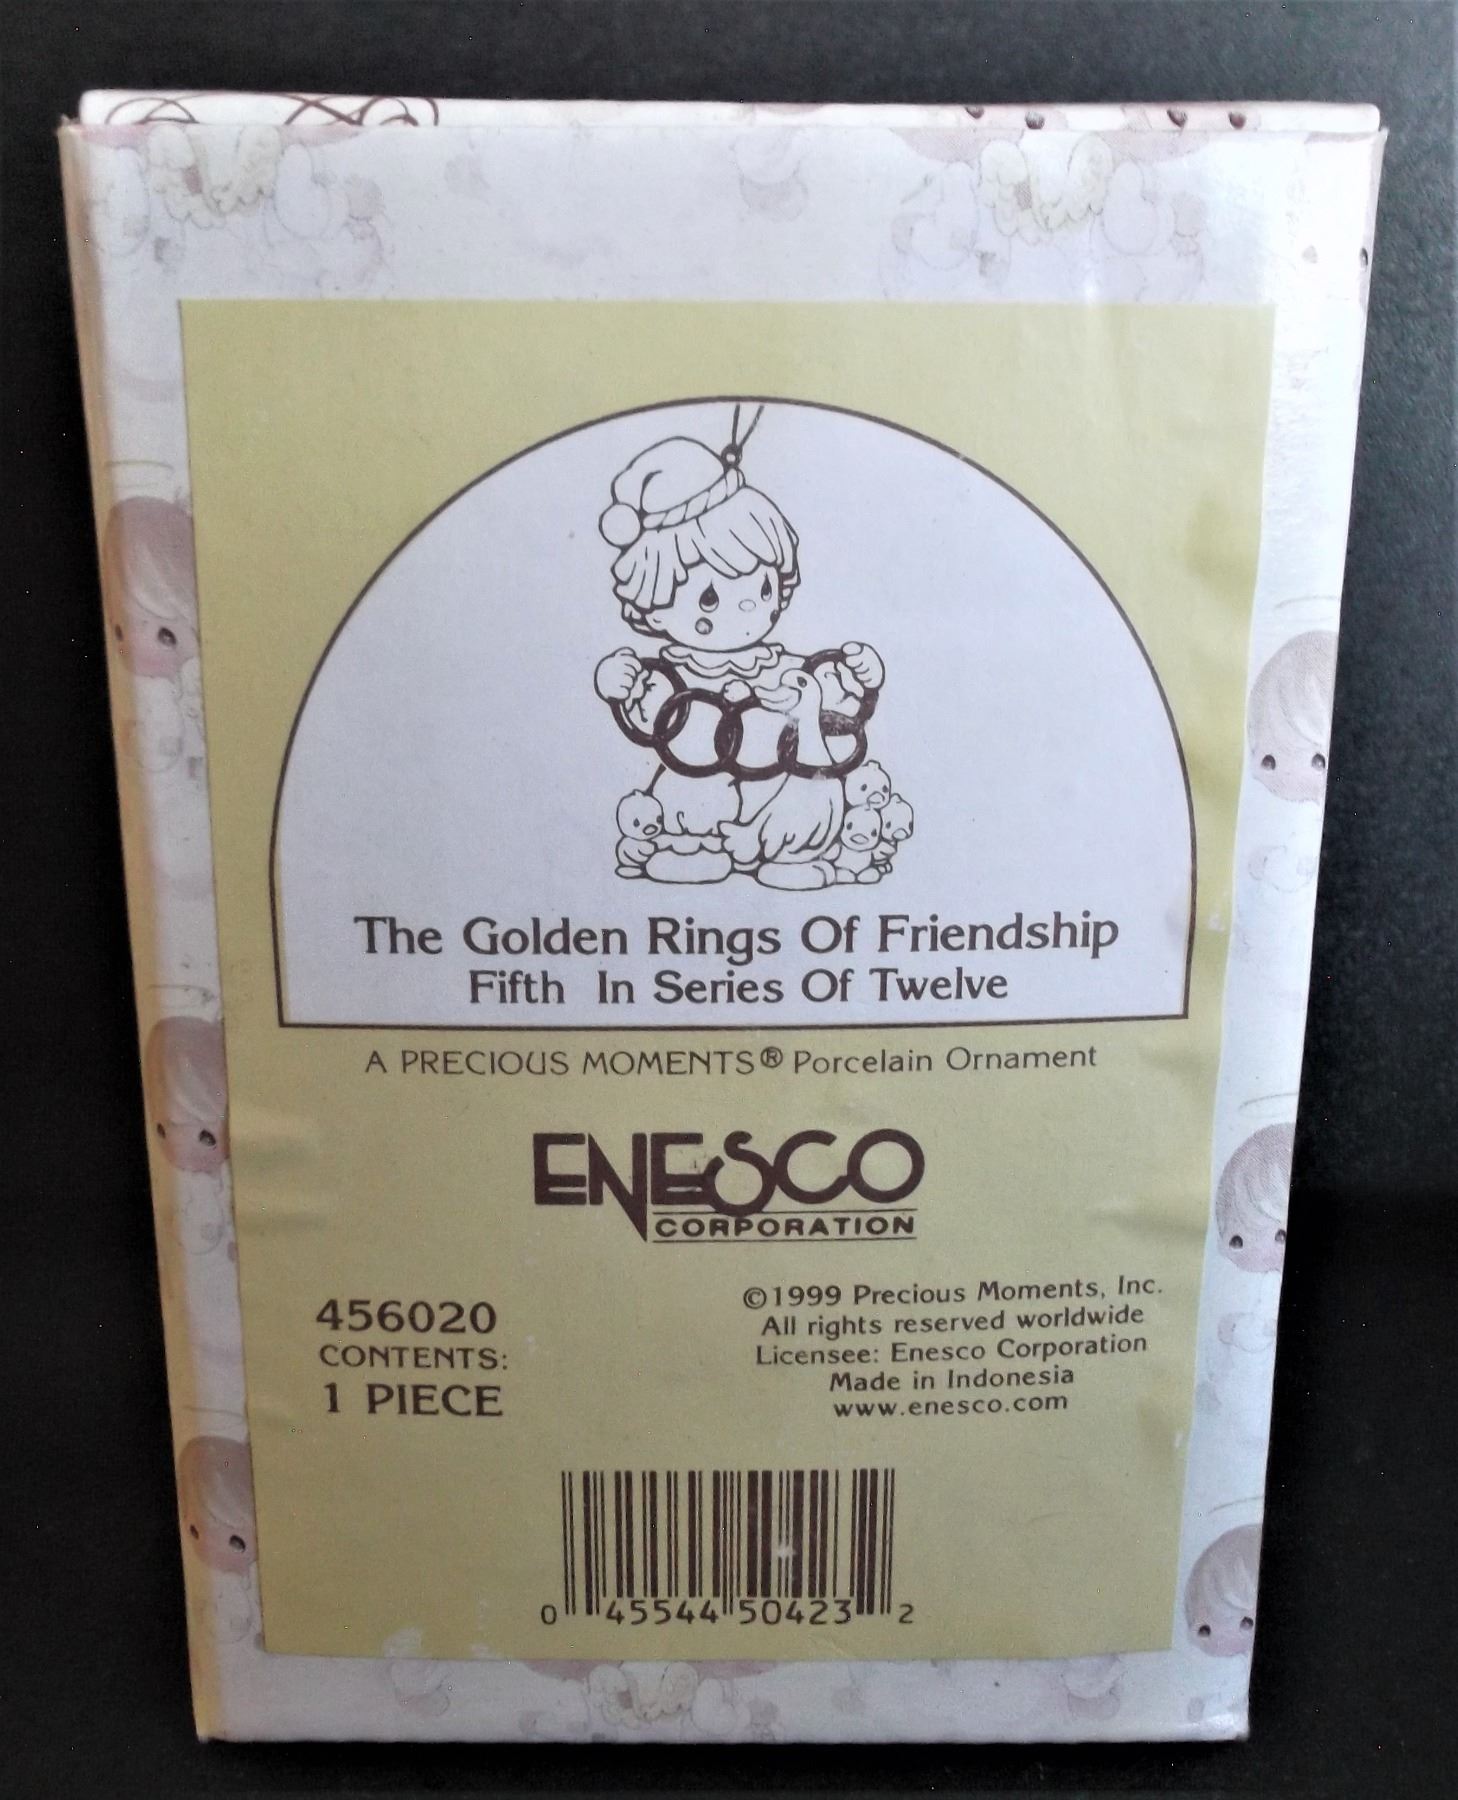 The Golden Rings Of Friendship
Fifth In Series Of Twelve
A PRECIOUS MOMENTS® Porcelain Ornament
ENESCO
CORPORATION
456020
CONTENTS:
1 PIECE
©1999 Precious Moments, Inc.
All rights reserved worldwide
Licensee: Enesco Corporation
Made in Indonesia
www.enesco.com
0 45544 50423 2